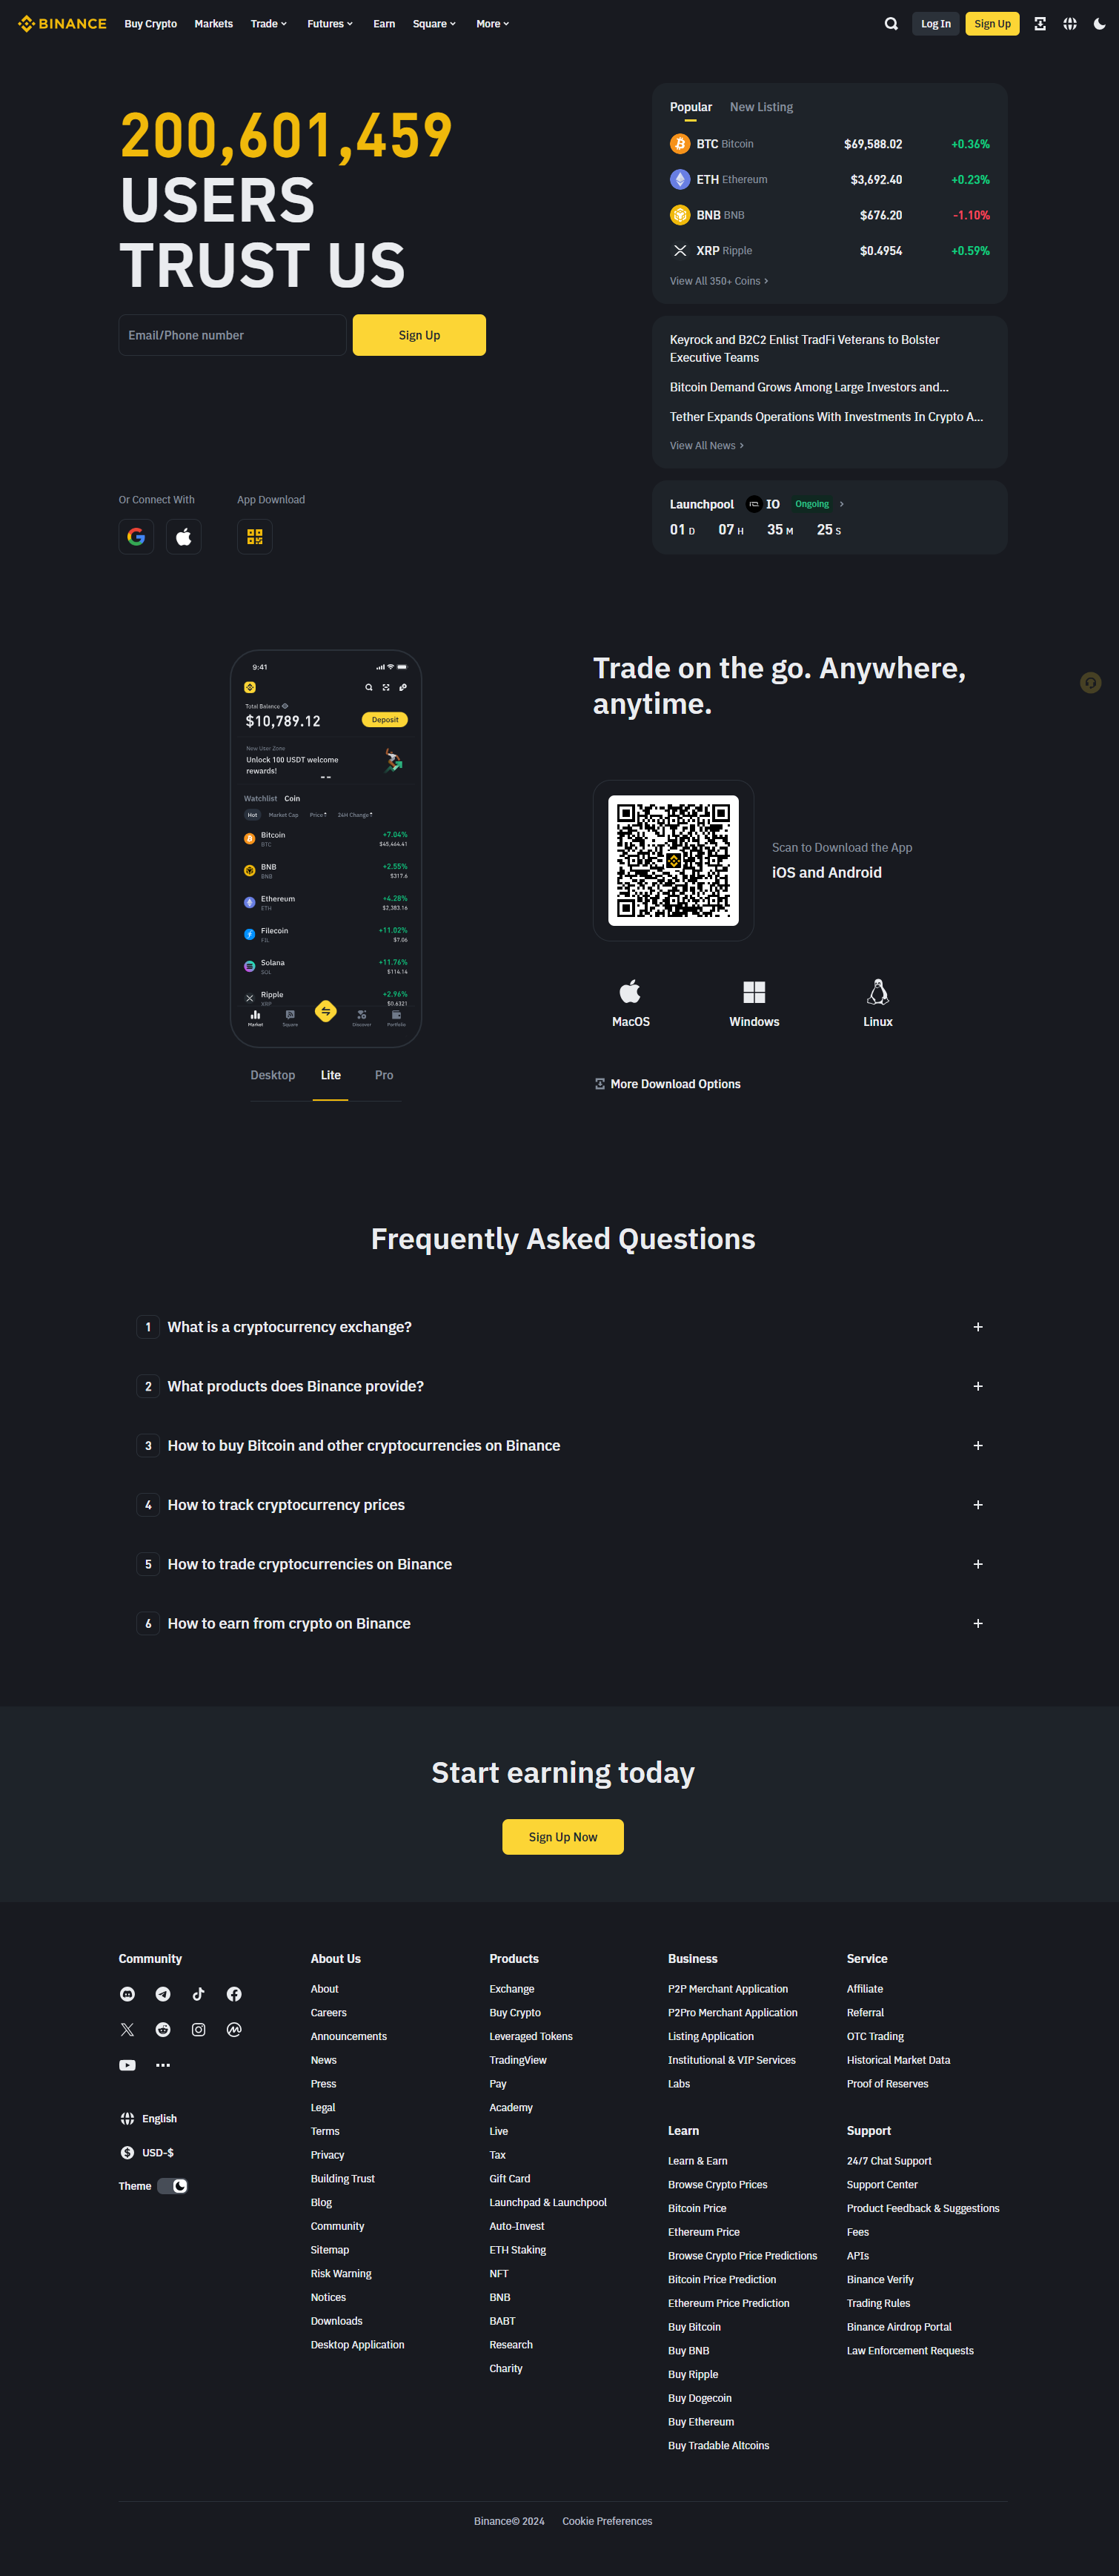 BINANCE Buy Crypto Markets Trade Futures Earn Square More Log In Sign Up
200,601,459
USERS
TRUST US
Email/Phone number Sign Up
Or Connect With App Download
Popular New Listing
BTC Bitcoin $69,588.02 +0.36%
ETH Ethereum $3,692.40 +0.23%
BNB BNB $676.20 -1.10%
XRP Ripple $0.4954 +0.59%
View All 350+ Coins
Keyrock and B2C2 Enlist TradFi Veterans to Bolster
Executive Teams
Bitcoin Demand Grows Among Large Investors and...
Tether Expands Operations With Investments In Crypto A...
View All News
Launchpool IO Ongoing
01 D 07 H 35 M 25 S
9:41
Total Balance
$10,789.12 Deposit
New User Zone
Unlock 100 USDT welcome
rewards!
Watchlist Coin
Hot Market Cap Price 24H Change
Bitcoin +7.04%
BTC $45,464.41
BNB +2.55%
BNB $317.6
Ethereum +4.28%
ETH $2,383.16
Filecoin +11.02%
FIL $7.06
Solana +11.76%
SOL $114.14
Ripple +2.96%
XRP $0.6321
Market Square Discover Portfolio
Desktop Lite Pro
Trade on the go. Anywhere,
anytime.
Scan to Download the App
iOS and Android
MacOS Windows Linux
More Download Options
Frequently Asked Questions
1 What is a cryptocurrency exchange?
2 What products does Binance provide?
3 How to buy Bitcoin and other cryptocurrencies on Binance
4 How to track cryptocurrency prices
5 How to trade cryptocurrencies on Binance
6 How to earn from crypto on Binance
Start earning today
Sign Up Now
Community
English
USD-$
Theme
About Us
About
Careers
Announcements
News
Press
Legal
Terms
Privacy
Building Trust
Blog
Community
Sitemap
Risk Warning
Notices
Downloads
Desktop Application
Products
Exchange
Buy Crypto
Leveraged Tokens
TradingView
Pay
Academy
Live
Tax
Gift Card
Launchpad & Launchpool
Auto-Invest
ETH Staking
NFT
BNB
BABT
Research
Charity
Business
P2P Merchant Application
P2Pro Merchant Application
Listing Application
Institutional & VIP Services
Labs
Learn
Learn & Earn
Browse Crypto Prices
Bitcoin Price
Ethereum Price
Browse Crypto Price Predictions
Bitcoin Price Prediction
Ethereum Price Prediction
Buy Bitcoin
Buy BNB
Buy Ripple
Buy Dogecoin
Buy Ethereum
Buy Tradable Altcoins
Service
Affiliate
Referral
OTC Trading
Historical Market Data
Proof of Reserves
Support
24/7 Chat Support
Support Center
Product Feedback & Suggestions
Fees
APIs
Binance Verify
Trading Rules
Binance Airdrop Portal
Law Enforcement Requests
Binance© 2024 Cookie Preferences